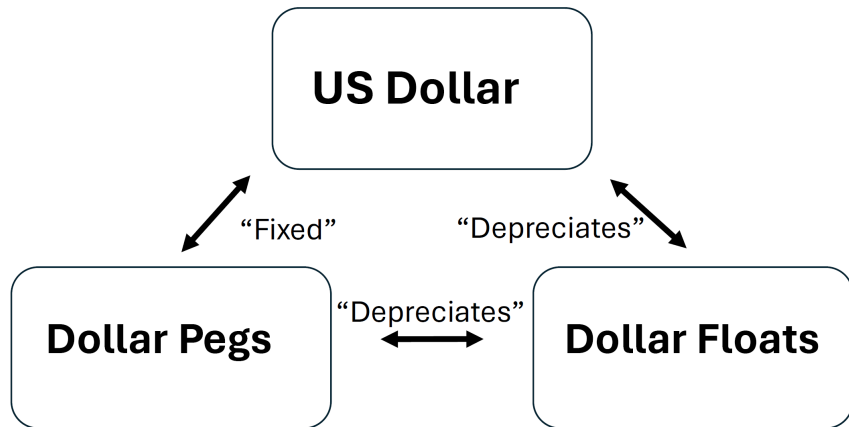 US Dollar
“Fixed”
“Depreciates”
“Depreciates”
Dollar Pegs
Dollar Floats